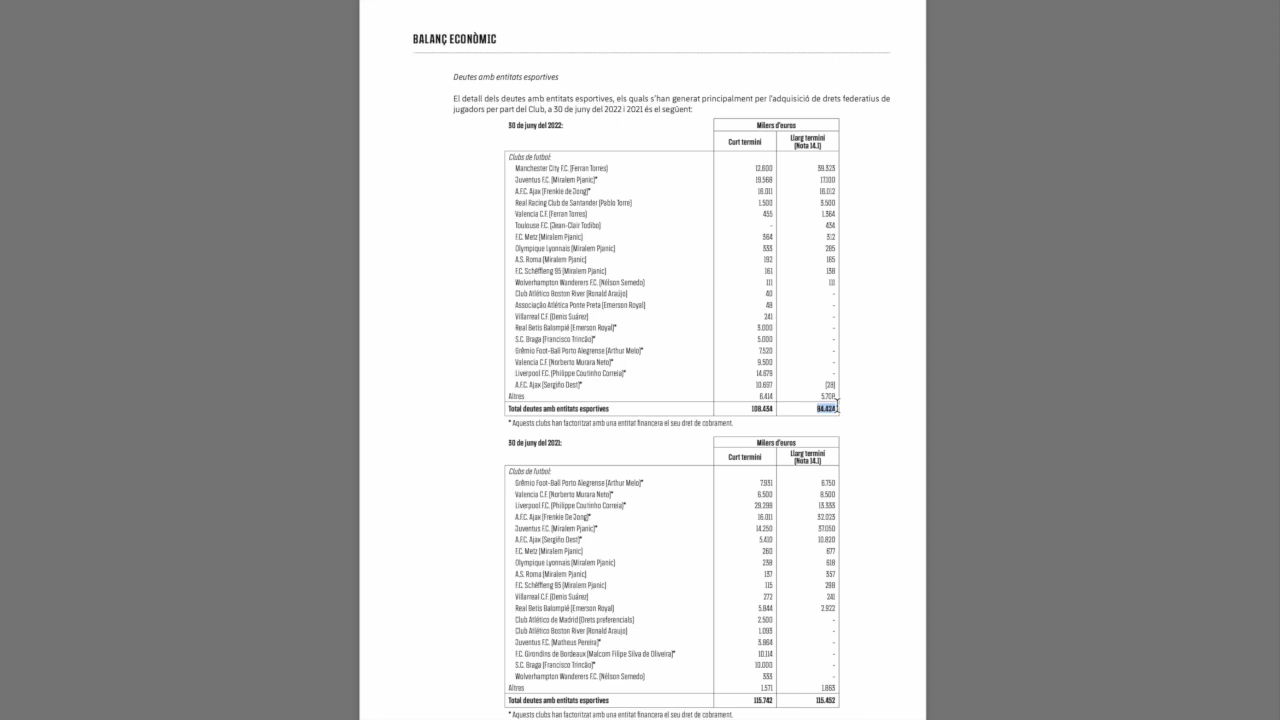 BALANÇ ECONÒMIC
Deutes amb entitats esportives
El detall dels deutes amb entitats esportives, els quals s'han generat principalment per l'adquisició de drets federatius de
jugadors per part del Club, a 30 de juny del 2022 i 2021 és el següent:
30 de juny del 2022: Milers d'euros
Curt termini Llarg termini
(Nota 14.1)
Clubs de futbol:
Manchester City F.C. (Ferran Torres) 12.600 39.323
Juventus F.C. (Miralem Pjanic)* 19.568 17.100
A.F.C. Ajax (Frenkie de Jong)* 16.011 16.012
Real Racing Club de Santander (Pablo Torre) 1.500 3.500
Valencia C.F. (Ferran Torres) 455 1.364
Toulouse F.C. (Jean-Clair Todibo) - 434
F.C. Metz (Miralem Pjanic) 364 312
Olympique Lyonnais (Miralem Pjanic) 333 285
A.S. Roma (Miralem Pjanic) 192 165
F.C. Schëffleng 95 (Miralem Pjanic) 161 138
Wolverhampton Wanderers F.C. (Nélson Semedo) 111 111
Club Atlético Boston River (Ronald Araújo) 40 -
Associação Atlética Ponte Preta (Emerson Royal) 48 -
Villarreal C.F. (Denis Suárez) 241 -
Real Betis Balompié (Emerson Royal)* 3.000 -
S.C. Braga (Francisco Trincão)* 5.000 -
Grêmio Foot-Ball Porto Alegrense (Arthur Melo)* 7.520 -
Valencia C.F. (Norberto Murara Neto)* 9.500 -
Liverpool F.C. (Philippe Coutinho Correia)* 14.678 -
A.F.C. Ajax (Sergiño Dest)* 10.697 (28)
Altres 6.414 5.708
Total deutes amb entitats esportives 108.434 84.424
* Aquests clubs han factoritzat amb una entitat financera el seu dret de cobrament.
30 de juny del 2021: Milers d'euros
Curt termini Llarg termini
(Nota 14.1)
Clubs de futbol:
Grêmio Foot-Ball Porto Alegrense (Arthur Melo)* 7.931 6.750
Valencia C.F. (Norberto Murara Neto)* 6.500 8.500
Liverpool F.C. (Philippe Coutinho Correia)* 29.298 13.333
A.F.C. Ajax (Frenkie De Jong)* 16.011 32.023
Juventus F.C. (Miralem Pjanic)* 14.250 37.050
A.F.C. Ajax (Sergiño Dest)* 5.410 10.820
F.C. Metz (Miralem Pjanic) 260 677
Olympique Lyonnais (Miralem Pjanic) 238 618
A.S. Roma (Miralem Pjanic) 137 357
F.C. Schëffleng 95 (Miralem Pjanic) 115 298
Villarreal C.F. (Denis Suárez) 272 241
Real Betis Balompié (Emerson Royal) 5.844 2.922
Club Atlético de Madrid (Drets preferencials) 2.500 -
Club Atlético Boston River (Ronald Araujo) 1.093 -
Juventus F.C. (Matheus Pereira)* 3.864 -
F.C. Girondins de Bordeaux (Malcom Filipe Silva de Oliveira)* 10.114 -
S.C. Braga (Francisco Trincão)* 10.000 -
Wolverhampton Wanderers F.C. (Nélson Semedo) 333 -
Altres 1.571 1.863
Total deutes amb entitats esportives 115.742 115.452
* Aquests clubs han factoritzat amb una entitat financera el seu dret de cobrament.